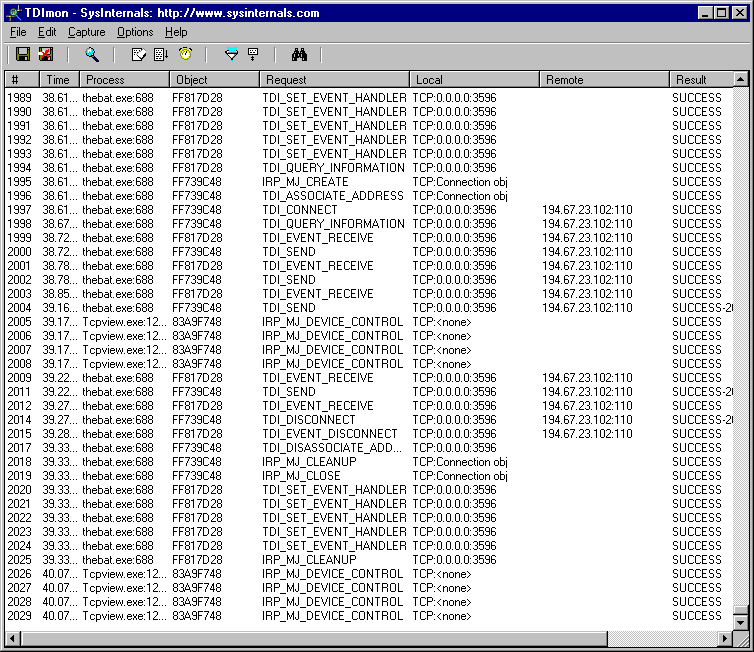 TDImon - SysInternals: http://www.sysinternals.com
File Edit Capture Options Help
# Time Process Object Request Local Remote Result
1989 38.61... thebat.exe:688 FF817D28 TDI_SET_EVENT_HANDLER TCP:0.0.0.0:3596 SUCCESS
1990 38.61... thebat.exe:688 FF817D28 TDI_SET_EVENT_HANDLER TCP:0.0.0.0:3596 SUCCESS
1991 38.61... thebat.exe:688 FF817D28 TDI_SET_EVENT_HANDLER TCP:0.0.0.0:3596 SUCCESS
1992 38.61... thebat.exe:688 FF817D28 TDI_SET_EVENT_HANDLER TCP:0.0.0.0:3596 SUCCESS
1993 38.61... thebat.exe:688 FF817D28 TDI_SET_EVENT_HANDLER TCP:0.0.0.0:3596 SUCCESS
1994 38.61... thebat.exe:688 FF817D28 TDI_QUERY_INFORMATION TCP:0.0.0.0:3596 SUCCESS
1995 38.61... thebat.exe:688 FF739C48 IRP_MJ_CREATE TCP:Connection obj SUCCESS
1996 38.61... thebat.exe:688 FF739C48 TDI_ASSOCIATE_ADDRESS TCP:Connection obj SUCCESS
1997 38.61... thebat.exe:688 FF739C48 TDI_CONNECT TCP:0.0.0.0:3596 194.67.23.102:110 SUCCESS
1998 38.67... thebat.exe:688 FF739C48 TDI_QUERY_INFORMATION TCP:0.0.0.0:3596 194.67.23.102:110 SUCCESS
1999 38.72... thebat.exe:688 FF817D28 TDI_EVENT_RECEIVE TCP:0.0.0.0:3596 194.67.23.102:110 SUCCESS
2000 38.72... thebat.exe:688 FF739C48 TDI_SEND TCP:0.0.0.0:3596 194.67.23.102:110 SUCCESS
2001 38.78... thebat.exe:688 FF817D28 TDI_EVENT_RECEIVE TCP:0.0.0.0:3596 194.67.23.102:110 SUCCESS
2002 38.78... thebat.exe:688 FF739C48 TDI_SEND TCP:0.0.0.0:3596 194.67.23.102:110 SUCCESS
2003 38.85... thebat.exe:688 FF817D28 TDI_EVENT_RECEIVE TCP:0.0.0.0:3596 194.67.23.102:110 SUCCESS
2004 39.16... thebat.exe:688 FF739C48 TDI_SEND TCP:0.0.0.0:3596 194.67.23.102:110 SUCCESS-20
2005 39.17... Tcpview.exe:12... 83A9F748 IRP_MJ_DEVICE_CONTROL TCP:<none> SUCCESS
2006 39.17... Tcpview.exe:12... 83A9F748 IRP_MJ_DEVICE_CONTROL TCP:<none> SUCCESS
2007 39.17... Tcpview.exe:12... 83A9F748 IRP_MJ_DEVICE_CONTROL TCP:<none> SUCCESS
2008 39.17... Tcpview.exe:12... 83A9F748 IRP_MJ_DEVICE_CONTROL TCP:<none> SUCCESS
2009 39.22... thebat.exe:688 FF817D28 TDI_EVENT_RECEIVE TCP:0.0.0.0:3596 194.67.23.102:110 SUCCESS
2011 39.22... thebat.exe:688 FF739C48 TDI_SEND TCP:0.0.0.0:3596 194.67.23.102:110 SUCCESS-20
2012 39.27... thebat.exe:688 FF817D28 TDI_EVENT_RECEIVE TCP:0.0.0.0:3596 194.67.23.102:110 SUCCESS
2014 39.27... thebat.exe:688 FF739C48 TDI_DISCONNECT TCP:0.0.0.0:3596 194.67.23.102:110 SUCCESS-20
2015 39.28... thebat.exe:688 FF817D28 TDI_EVENT_DISCONNECT TCP:0.0.0.0:3596 194.67.23.102:110 SUCCESS
2017 39.33... thebat.exe:688 FF739C48 TDI_DISASSOCIATE_ADD... TCP:0.0.0.0:3596 SUCCESS
2018 39.33... thebat.exe:688 FF739C48 IRP_MJ_CLEANUP TCP:Connection obj SUCCESS
2019 39.33... thebat.exe:688 FF739C48 IRP_MJ_CLOSE TCP:Connection obj SUCCESS
2020 39.33... thebat.exe:688 FF817D28 TDI_SET_EVENT_HANDLER TCP:0.0.0.0:3596 SUCCESS
2021 39.33... thebat.exe:688 FF817D28 TDI_SET_EVENT_HANDLER TCP:0.0.0.0:3596 SUCCESS
2022 39.33... thebat.exe:688 FF817D28 TDI_SET_EVENT_HANDLER TCP:0.0.0.0:3596 SUCCESS
2023 39.33... thebat.exe:688 FF817D28 TDI_SET_EVENT_HANDLER TCP:0.0.0.0:3596 SUCCESS
2024 39.33... thebat.exe:688 FF817D28 TDI_SET_EVENT_HANDLER TCP:0.0.0.0:3596 SUCCESS
2025 39.33... thebat.exe:688 FF817D28 IRP_MJ_CLEANUP TCP:0.0.0.0:3596 SUCCESS
2026 40.07... Tcpview.exe:12... 83A9F748 IRP_MJ_DEVICE_CONTROL TCP:<none> SUCCESS
2027 40.07... Tcpview.exe:12... 83A9F748 IRP_MJ_DEVICE_CONTROL TCP:<none> SUCCESS
2028 40.07... Tcpview.exe:12... 83A9F748 IRP_MJ_DEVICE_CONTROL TCP:<none> SUCCESS
2029 40.07... Tcpview.exe:12... 83A9F748 IRP_MJ_DEVICE_CONTROL TCP:<none> SUCCESS